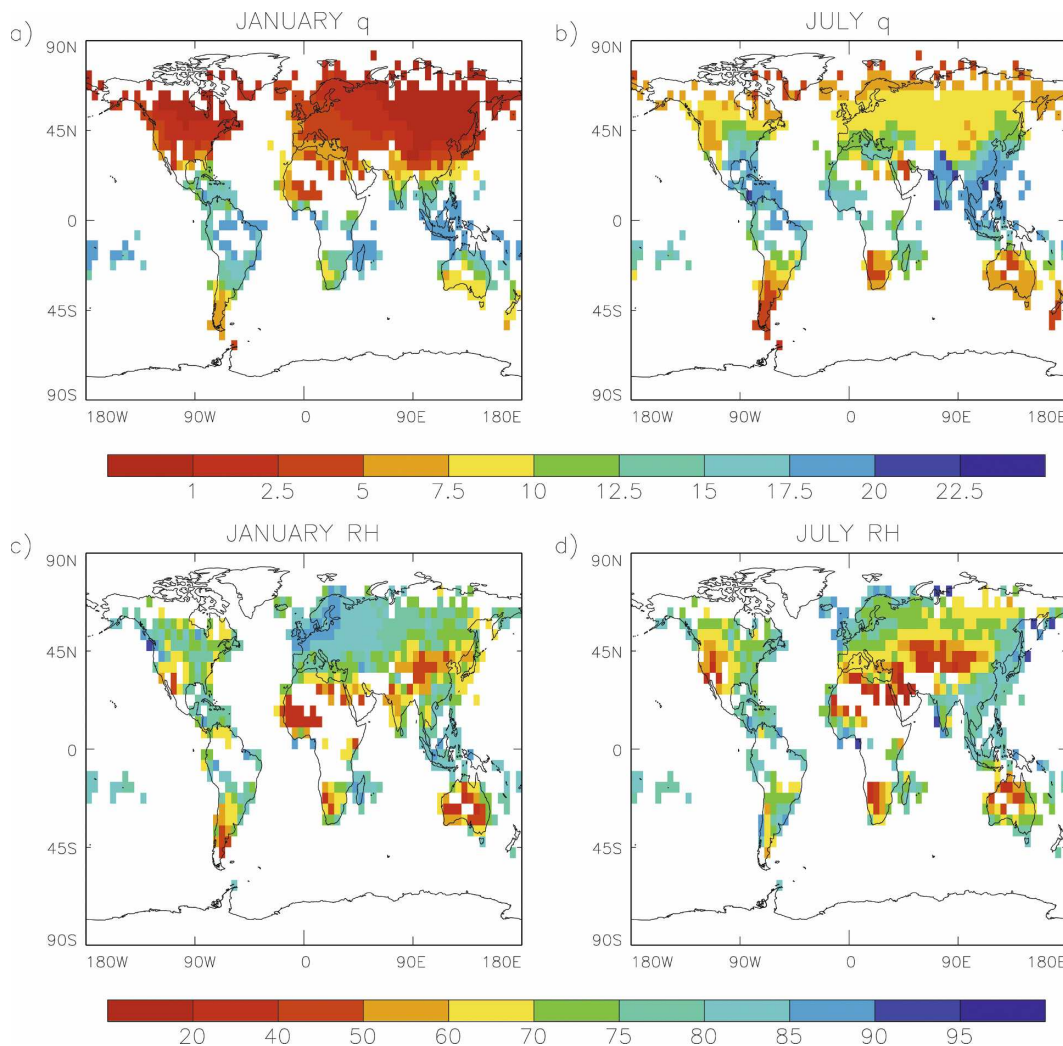 a) JANUARY q
90N
45N
0
45S
90S
180W 90W 0 90E 180E
b) JULY q
90N
45N
0
45S
90S
180W 90W 0 90E 180E
1 2.5 5 7.5 10 12.5 15 17.5 20 22.5
c) JANUARY RH
90N
45N
0
45S
90S
180W 90W 0 90E 180E
d) JULY RH
90N
45N
0
45S
90S
180W 90W 0 90E 180E
20 40 50 60 70 75 80 85 90 95